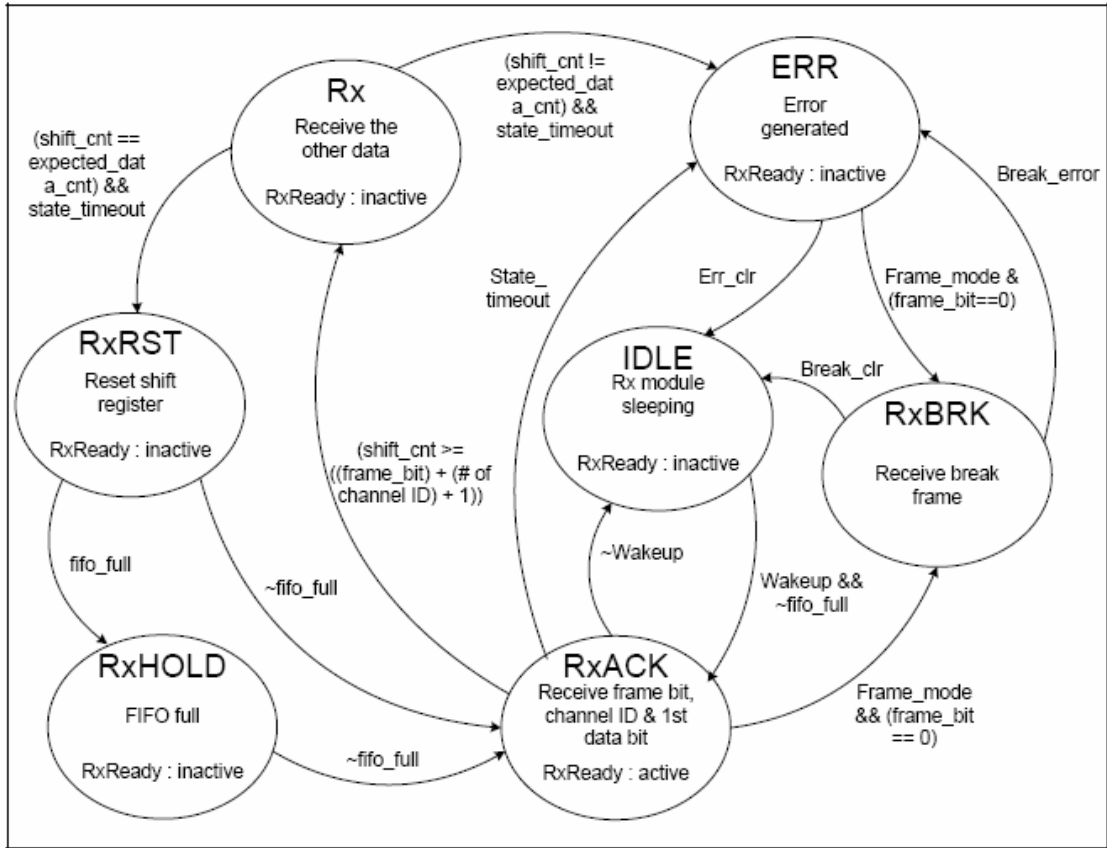 Rx
Receive the
other data
RxReady : inactive
(shift_cnt !=
expected_dat
a_cnt) &&
state_timeout
ERR
Error
generated
RxReady : inactive
(shift_cnt ==
expected_dat
a_cnt) &&
state_timeout
Break_error
State_
timeout
Err_clr
Frame_mode &
(frame_bit==0)
RxRST
Reset shift
register
RxReady : inactive
IDLE
Rx module
sleeping
RxReady : inactive
Break_clr
RxBRK
Receive break
frame
(shift_cnt >=
((frame_bit) + (# of
channel ID) + 1))
fifo_full
~fifo_full
~Wakeup
Wakeup &&
~fifo_full
RxHOLD
FIFO full
RxReady : inactive
~fifo_full
RxACK
Receive frame bit,
channel ID & 1st
data bit
RxReady : active
Frame_mode
&& (frame_bit
== 0)